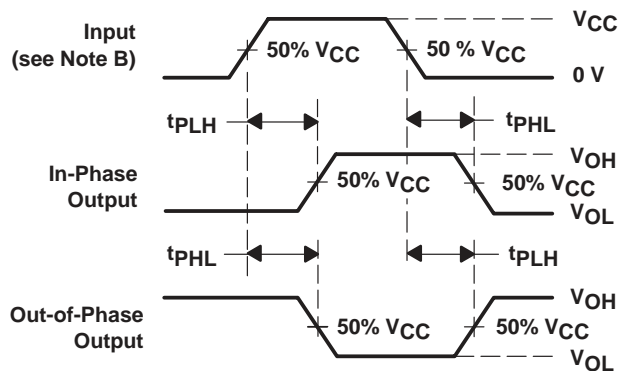 Input
(see Note B)
50% VCC
50 % VCC
VCC
0 V
tPLH
tPHL
In-Phase
Output
50% VCC
50% VCC
VOH
VOL
tPHL
tPLH
Out-of-Phase
Output
50% VCC
50% VCC
VOH
VOL